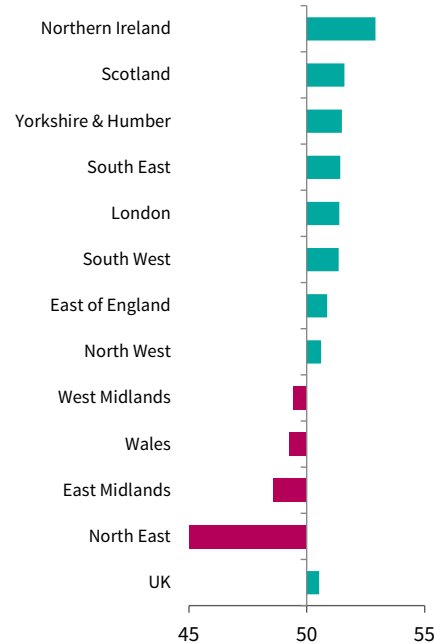 Northern Ireland
Scotland
Yorkshire & Humber
South East
London
South West
East of England
North West
West Midlands
Wales
East Midlands
North East
UK
45 50 55